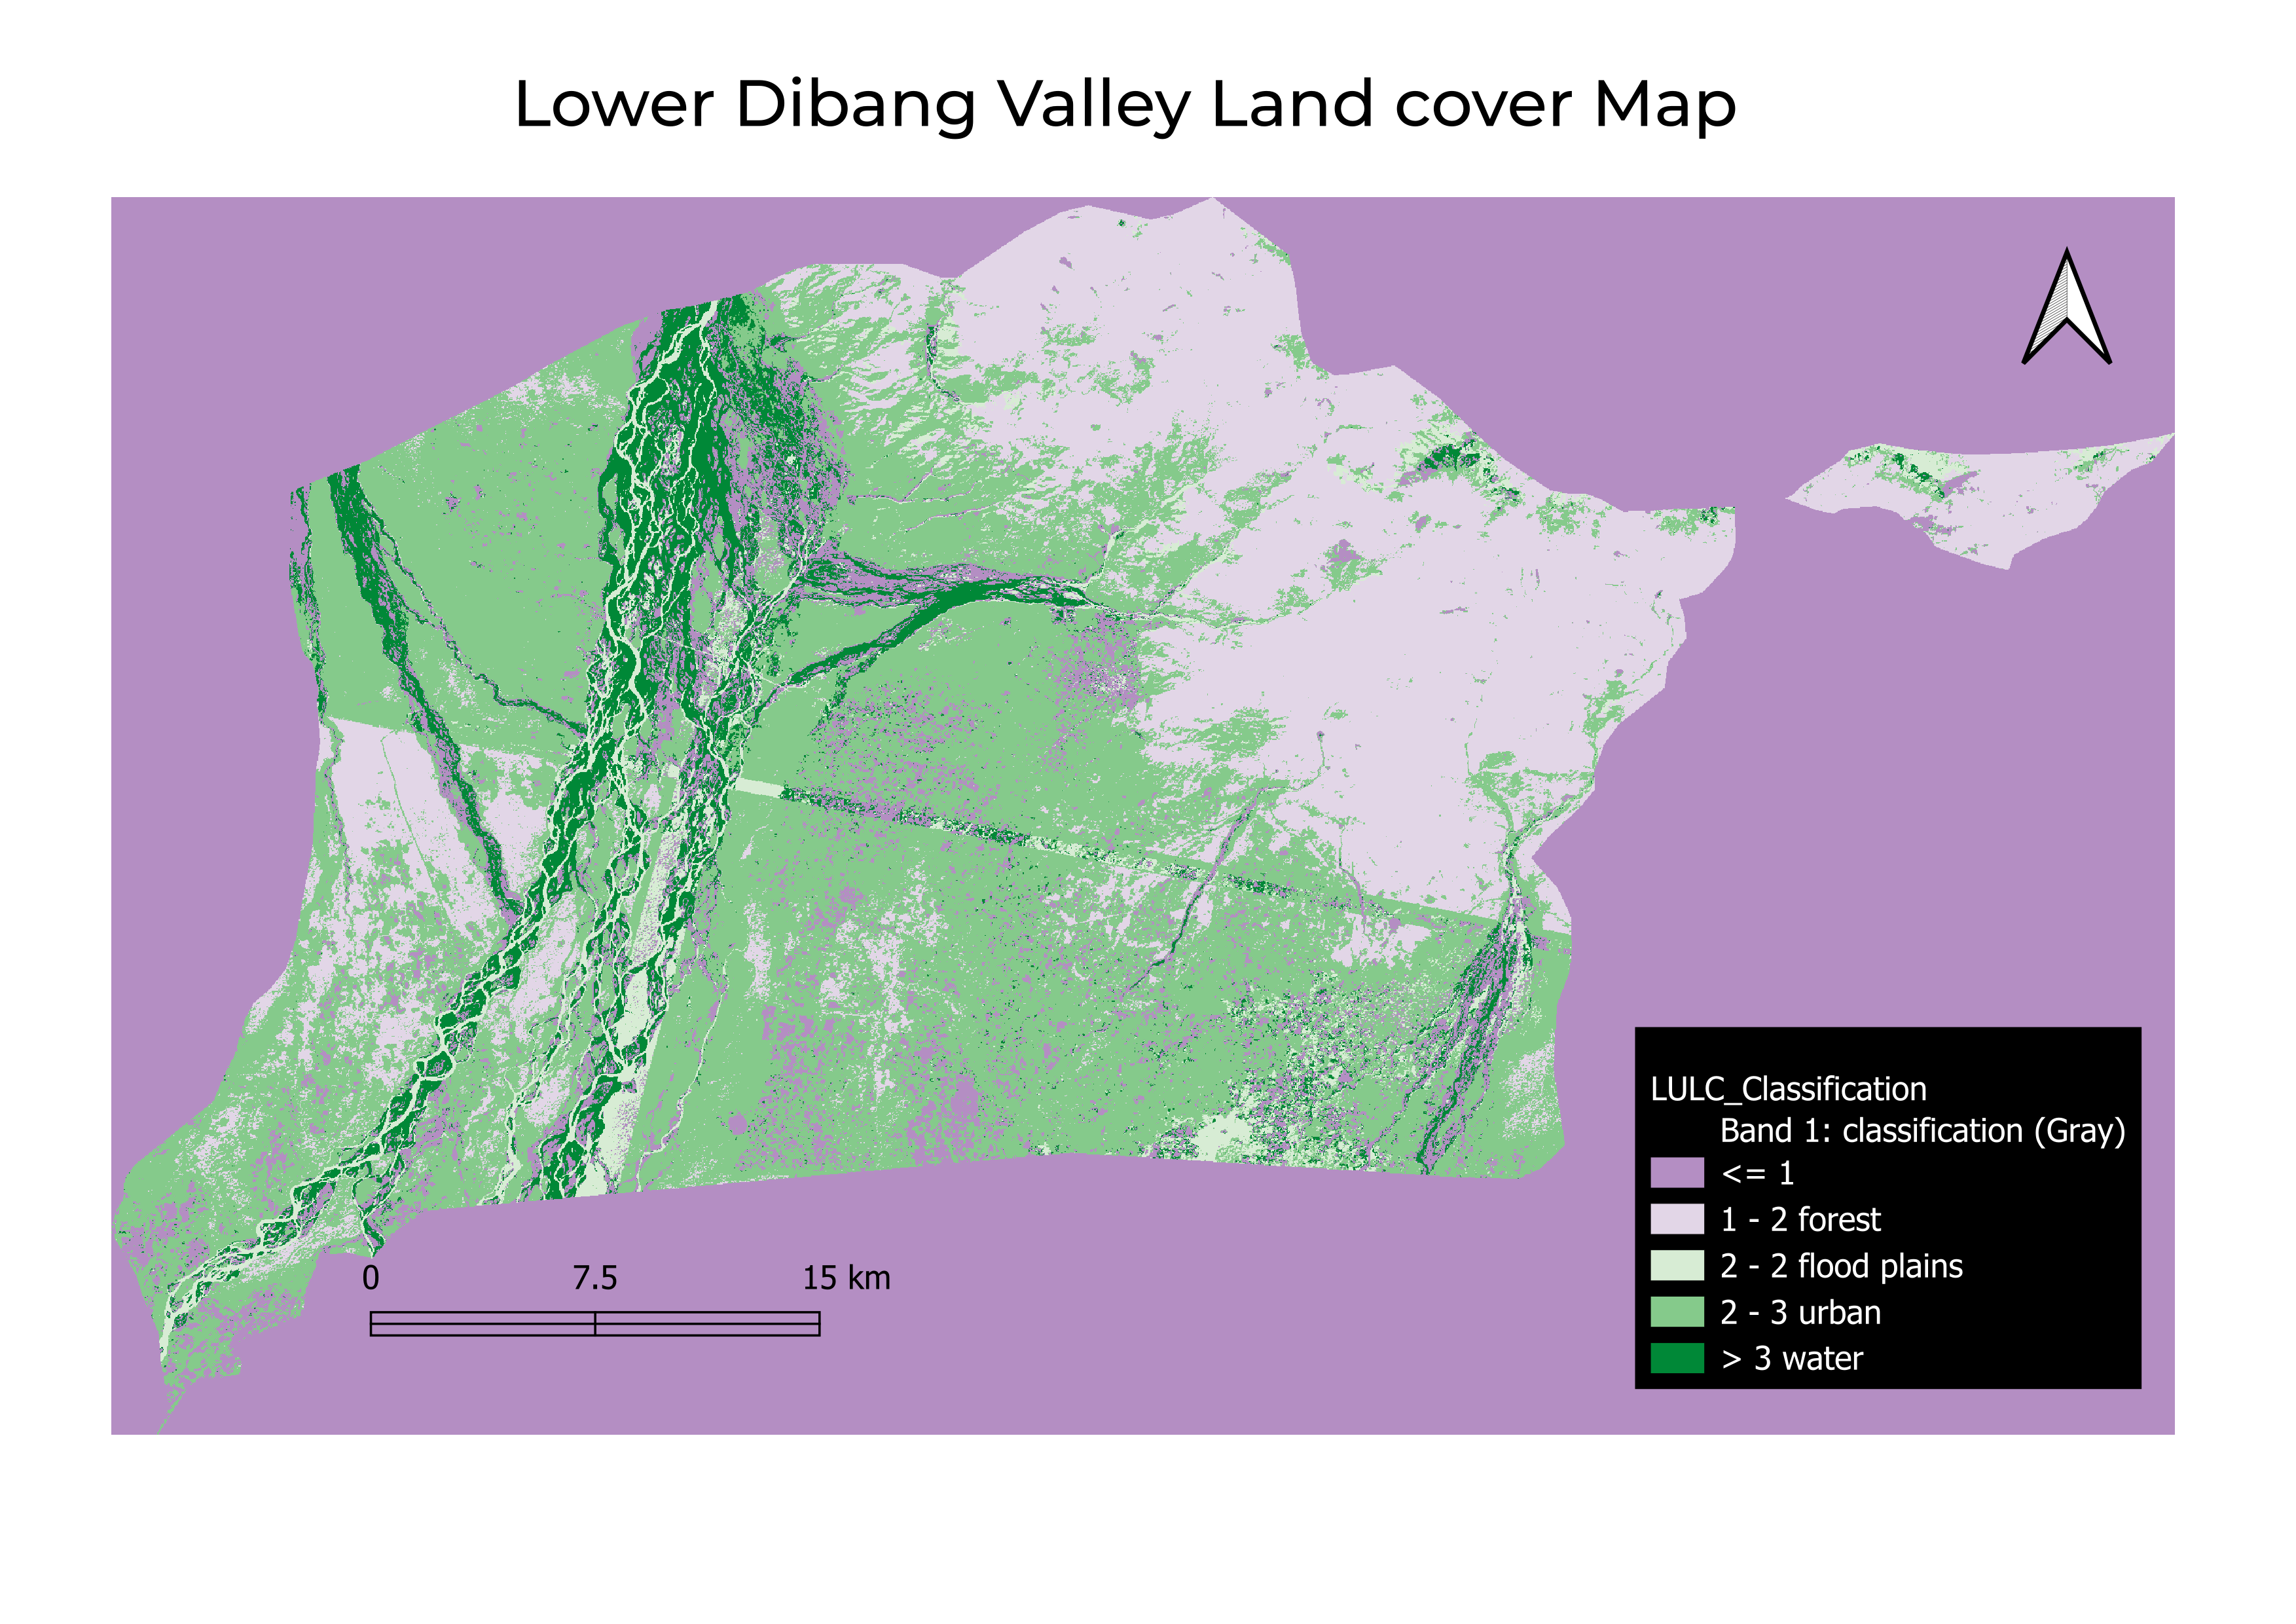 Lower Dibang Valley Land cover Map
0 7.5 15 km
LULC_Classification
Band 1: classification (Gray)
<= 1
1 - 2 forest
2 - 2 flood plains
2 - 3 urban
> 3 water